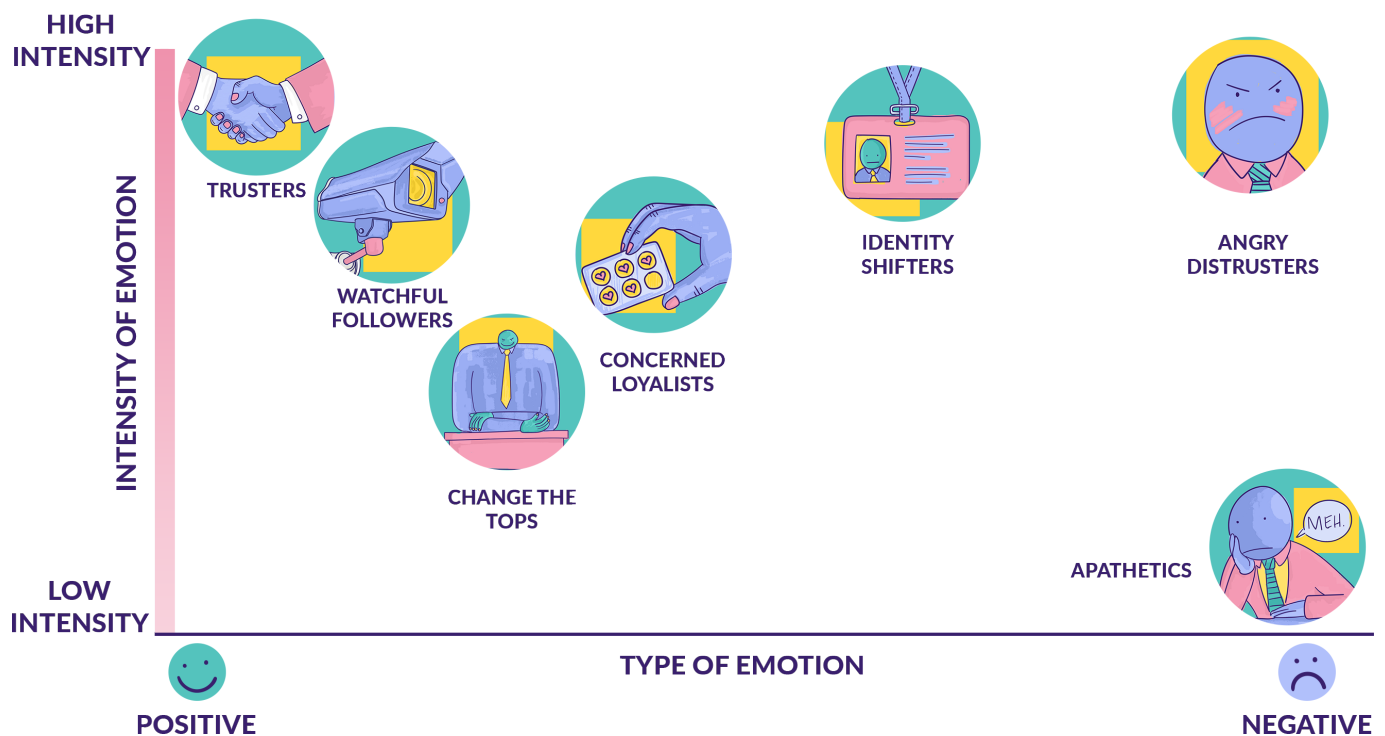 HIGH
INTENSITY
INTENSITY OF EMOTION
LOW
INTENSITY
TRUSTERS
WATCHFUL
FOLLOWERS
CHANGE THE
TOPS
CONCERNED
LOYALISTS
IDENTITY
SHIFTERS
ANGRY
DISTRUSTERS
APATHETICS
MEH.
TYPE OF EMOTION
POSITIVE
NEGATIVE